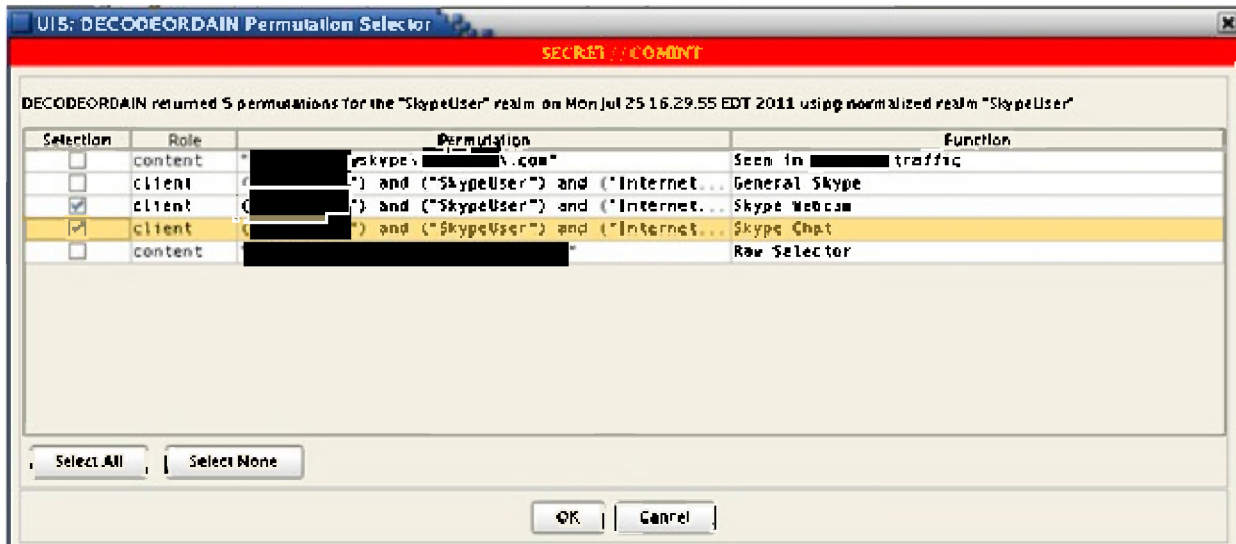 UIS: DECODEORDAIN Permutation Selector
SECRET // COMINT
DECODEORDAIN returned 5 permutations for the "SkypeUser" realm on Mon Jul 25 16.29.55 EDT 2011 using normalized realm "SkypeUser"
Selection Role Permutation Function
content " skype\ \.com" Seen in traffic
client ( ") and ("SkypeUser") and ("Internet... General Skype
client ( ") and ("SkypeUser") and ("Internet... Skype Webcam
client ( ") and ("SkypeUser") and ("Internet... Skype Chat
content " " Raw Selector
Select All Select None
OK Cancel